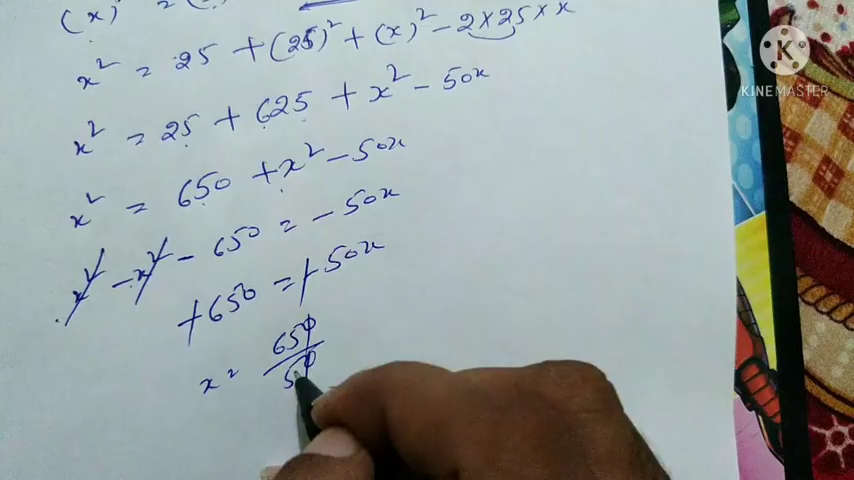 (x)² = (
x² = 25 + (25)² + (x)² - 2 × 25 × x
x² = 25 + 625 + x² - 50x
x² = 650 + x² - 50x
x² - x² - 650 = - 50x
+650 = +50x
x = 650/50
KINEMASTER